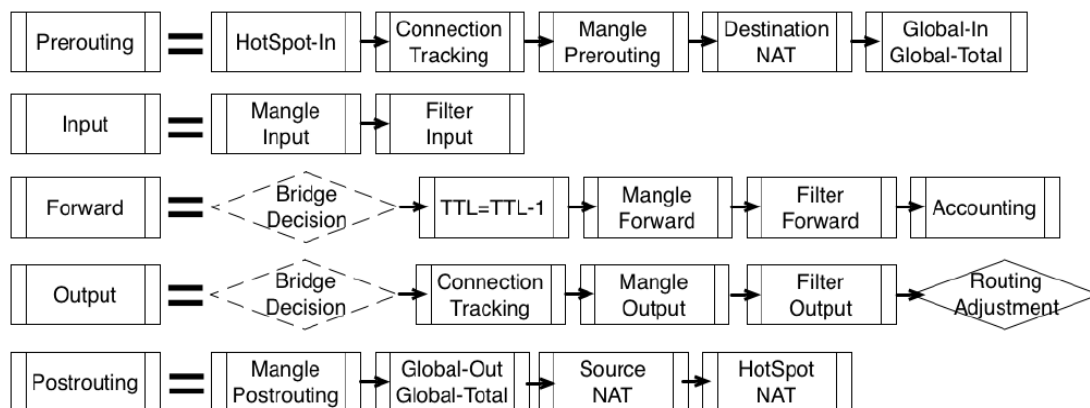 Prerouting
=
HotSpot-In
Connection
Tracking
Mangle
Prerouting
Destination
NAT
Global-In
Global-Total
Input
=
Mangle
Input
Filter
Input
Forward
=
Bridge
Decision
TTL=TTL-1
Mangle
Forward
Filter
Forward
Accounting
Output
=
Bridge
Decision
Connection
Tracking
Mangle
Output
Filter
Output
Routing
Adjustment
Postrouting
=
Mangle
Postrouting
Global-Out
Global-Total
Source
NAT
HotSpot
NAT